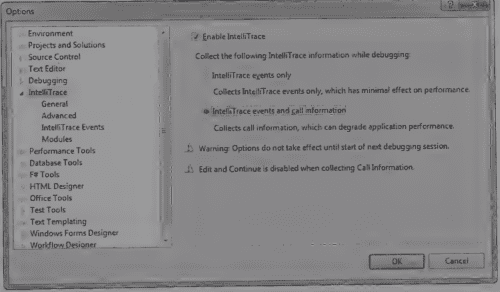 Options
Environment
Projects and Solutions
Source Control
Text Editor
Debugging
IntelliTrace
General
Advanced
IntelliTrace Events
Modules
Performance Tools
Database Tools
F# Tools
HTML Designer
Office Tools
Test Tools
Text Templating
Windows Forms Designer
Workflow Designer
Enable IntelliTrace
Collect the following IntelliTrace information while debugging:
IntelliTrace events only
Collects IntelliTrace events only, which has minimal effect on performance.
IntelliTrace events and call information
Collects call information, which can degrade application performance.
Warning: Options do not take effect until start of next debugging session.
Edit and Continue is disabled when collecting Call Information.
OK Cancel